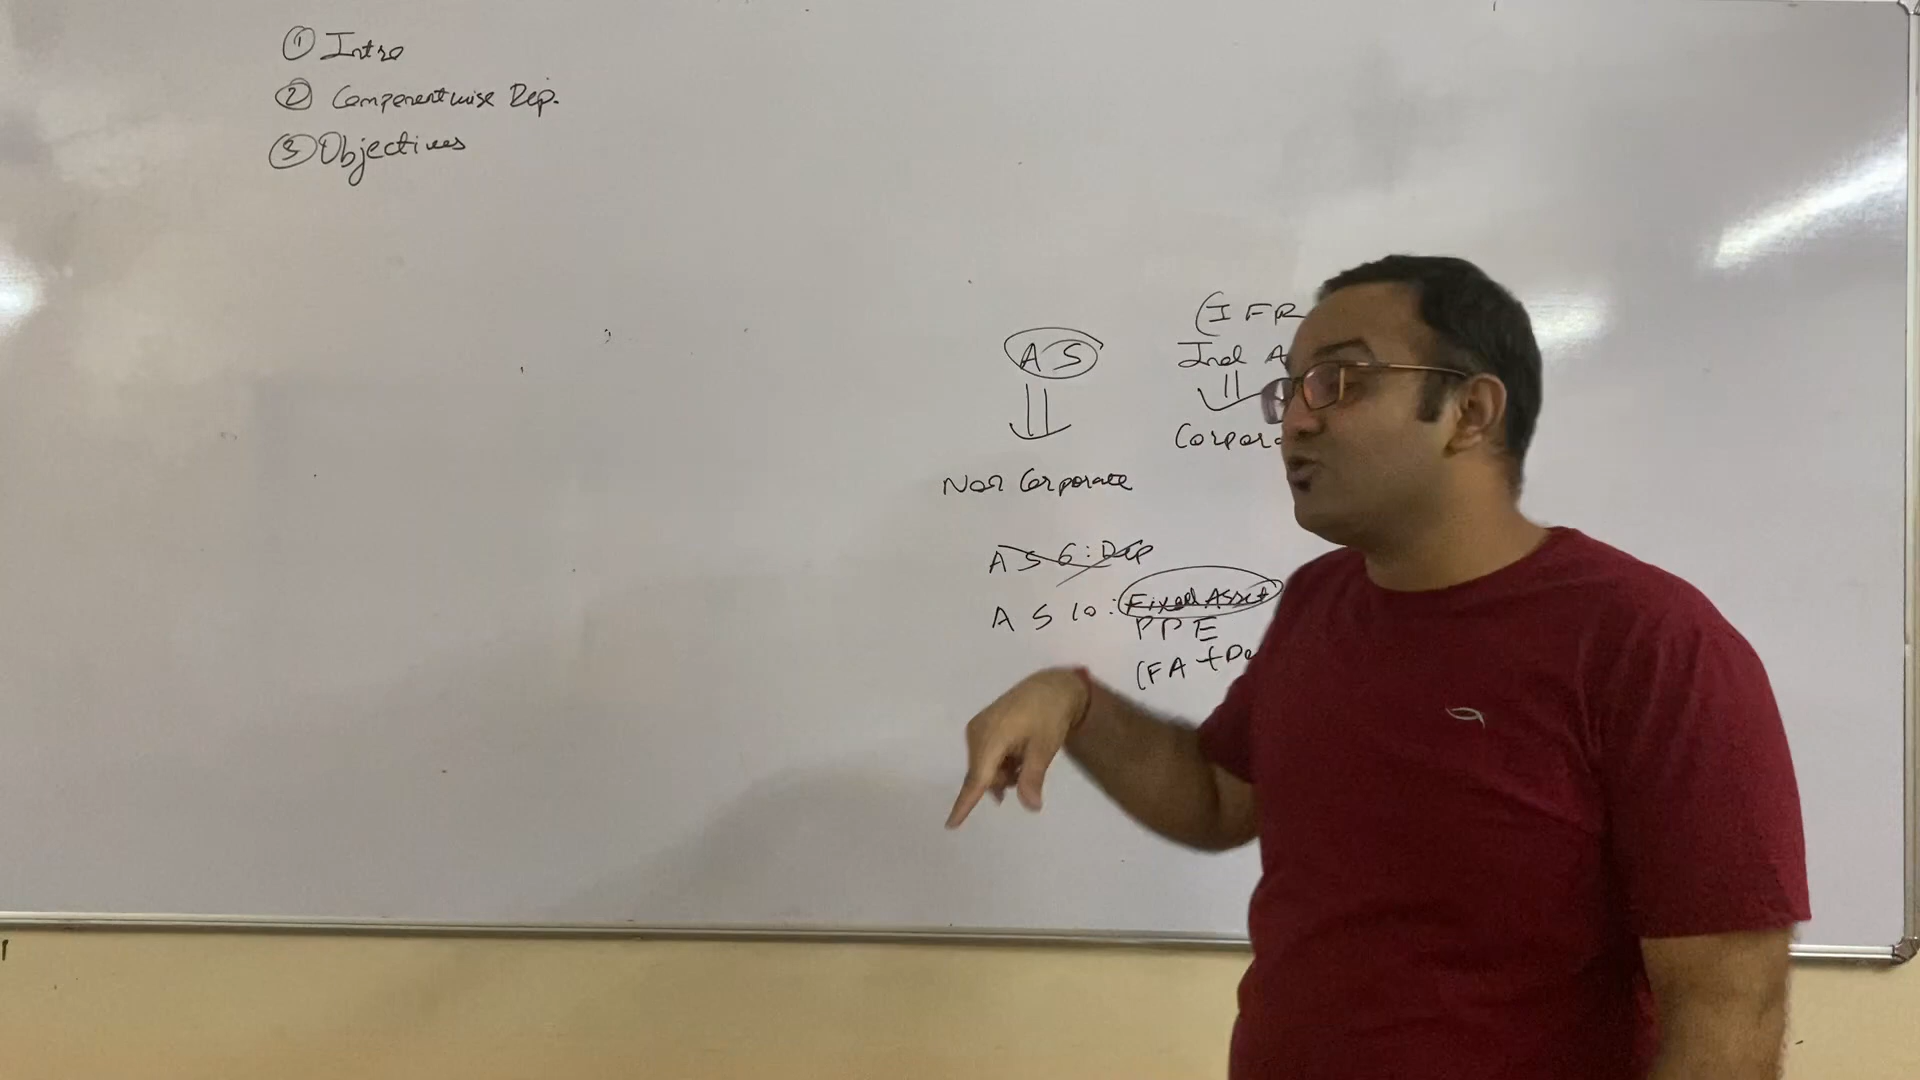 ① Intro
② Componentwise Dep.
③ Objectives
(IFR
AS Ind A
Corpora
Non Corporate
AS 6: Dep
AS 10: Fixed Asset
PPE
(FA + De